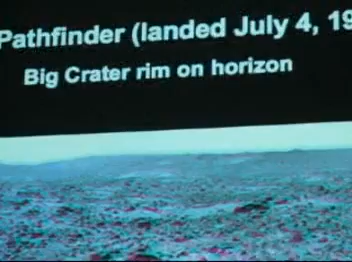 Pathfinder (landed July 4, 19
Big Crater rim on horizon